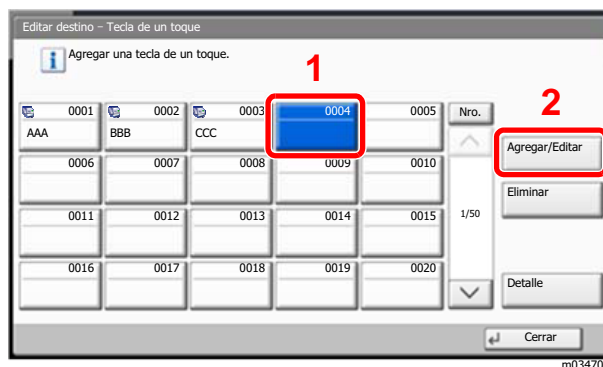 Editar destino – Tecla de un toque
Agregar una tecla de un toque.
1
0001 0002 0003 0004 0005 Nro.
2
AAA BBB CCC
Agregar/Editar
0006 0007 0008 0009 0010
Eliminar
0011 0012 0013 0014 0015 1/50
0016 0017 0018 0019 0020
Detalle
Cerrar
m03470